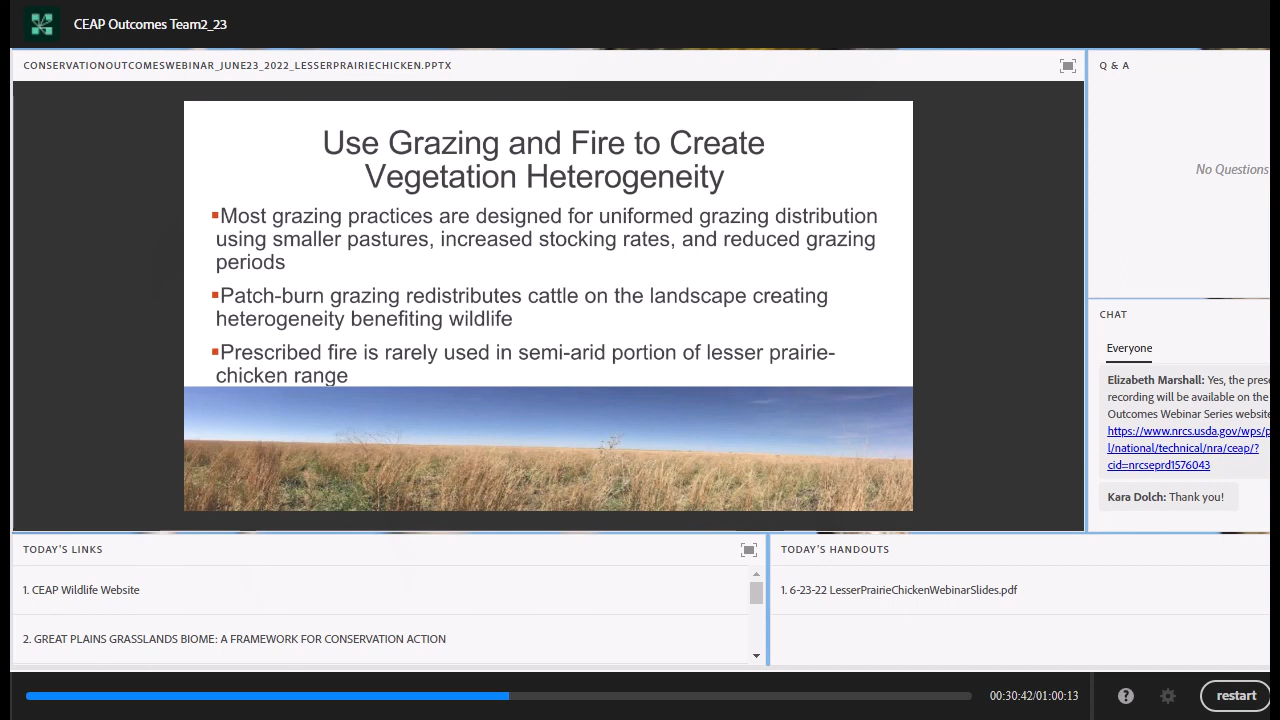 CEAP Outcomes Team2_23
CONSERVATIONOUTCOMESWEBINAR_JUNE23_2022_LESSERPRAIRIECHICKEN.PPTX
Use Grazing and Fire to Create
Vegetation Heterogeneity
▪Most grazing practices are designed for uniformed grazing distribution
using smaller pastures, increased stocking rates, and reduced grazing
periods
▪Patch-burn grazing redistributes cattle on the landscape creating
heterogeneity benefiting wildlife
▪Prescribed fire is rarely used in semi-arid portion of lesser prairie-
chicken range
Q & A
No Questions
CHAT
Everyone
Elizabeth Marshall: Yes, the prese
recording will be available on the
Outcomes Webinar Series website
https://www.nrcs.usda.gov/wps/p
l/national/technical/nra/ceap/?
cid=nrcseprd1576043
Kara Dolch: Thank you!
TODAY'S LINKS
1. CEAP Wildlife Website
2. GREAT PLAINS GRASSLANDS BIOME: A FRAMEWORK FOR CONSERVATION ACTION
TODAY'S HANDOUTS
1. 6-23-22 LesserPrairieChickenWebinarSlides.pdf
00:30:42/01:00:13
?
restart